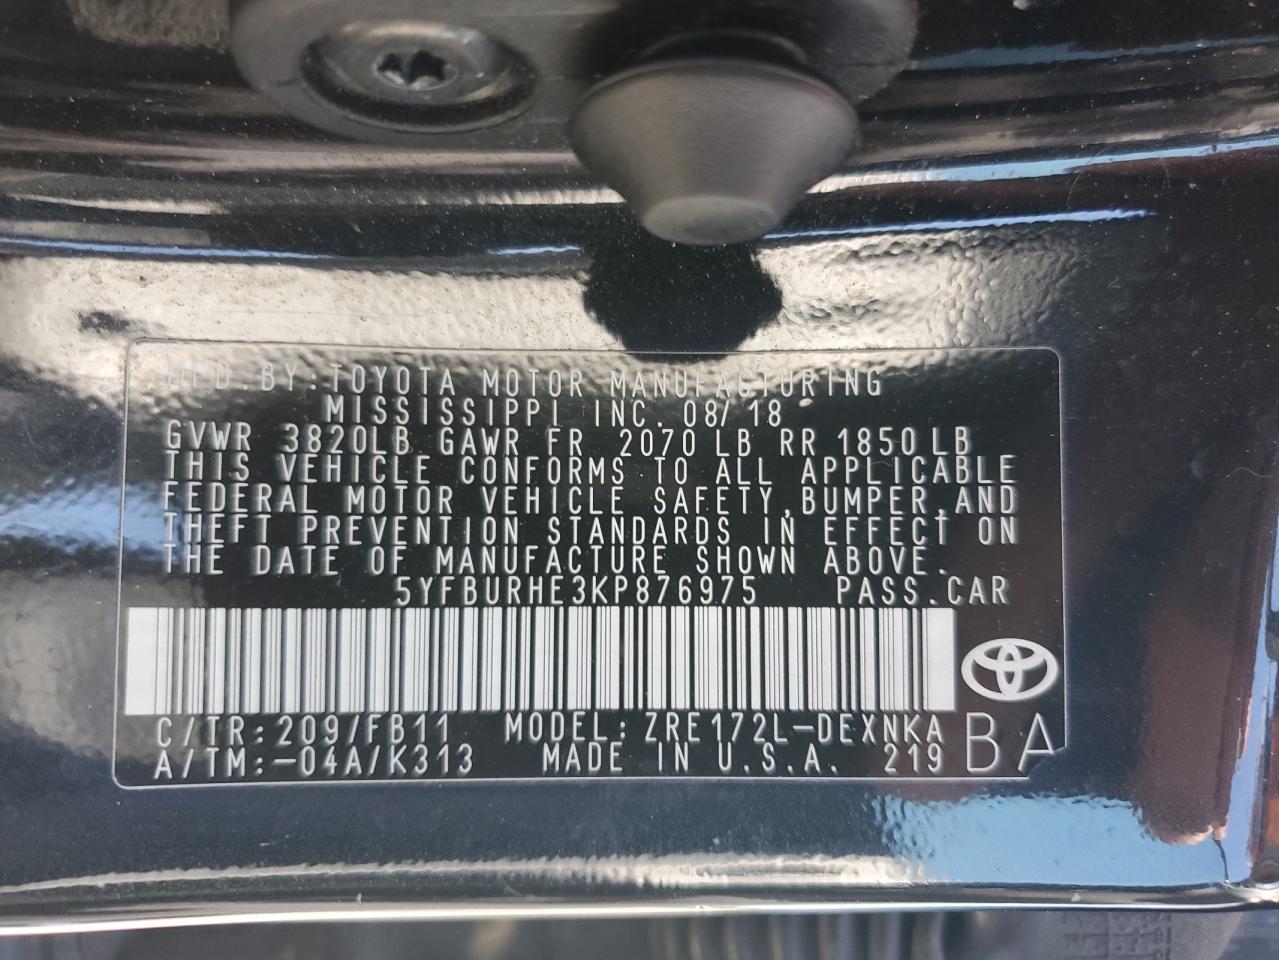 MFD.BY:TOYOTA MOTOR MANUFACTURING
MISSISSIPPI INC. 08/18
GVWR 3820LB GAWR FR 2070 LB RR 1850 LB
THIS VEHICLE CONFORMS TO ALL APPLICABLE
FEDERAL MOTOR VEHICLE SAFETY,BUMPER,AND
THEFT PREVENTION STANDARDS IN EFFECT ON
THE DATE OF MANUFACTURE SHOWN ABOVE.
5YFBURHE3KP876975 PASS.CAR
C/TR:209/FB11 MODEL:ZRE172L-DEXNKA
A/TM:-04A/K313 MADE IN U.S.A. 219 BA